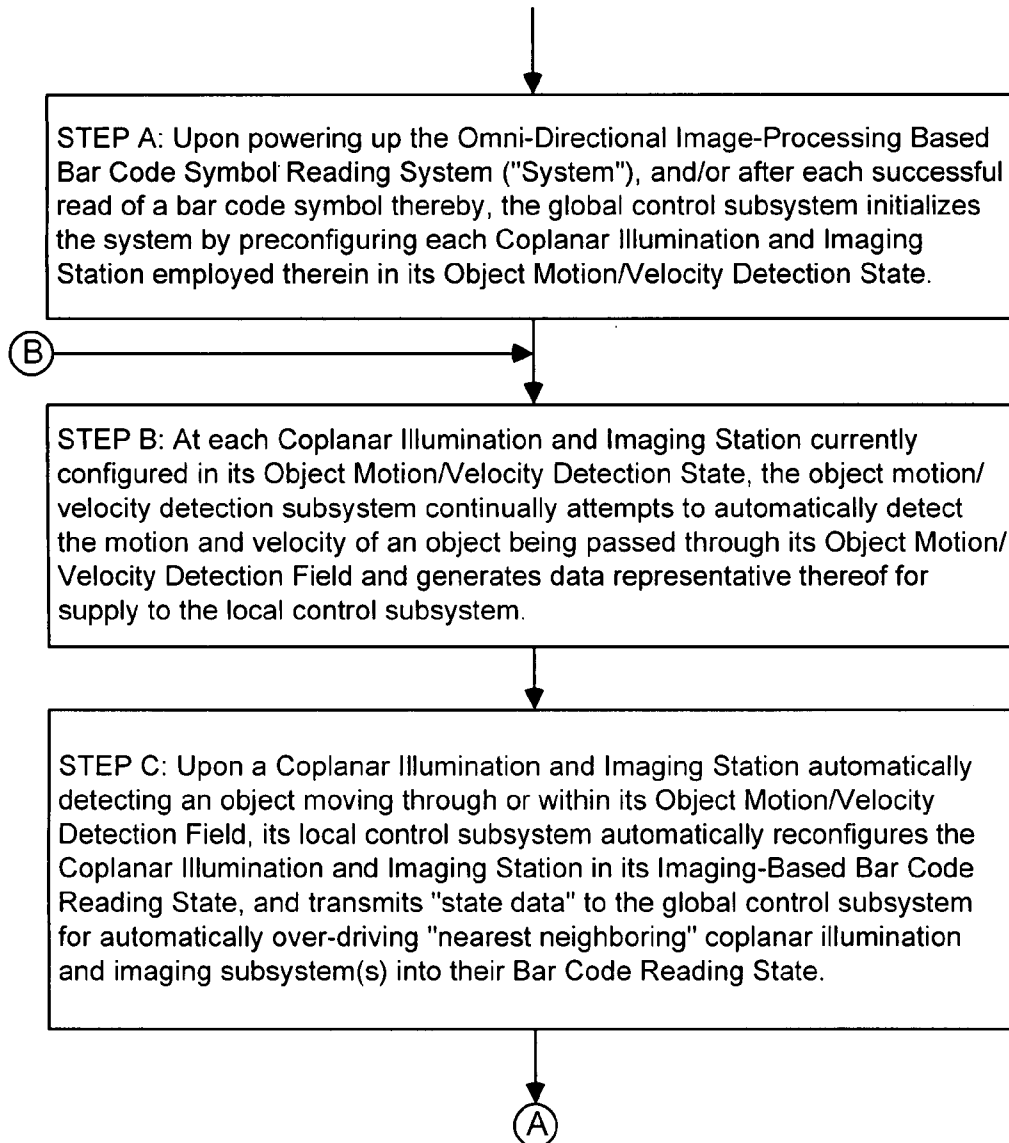 STEP A: Upon powering up the Omni-Directional Image-Processing Based
Bar Code Symbol Reading System ("System"), and/or after each successful
read of a bar code symbol thereby, the global control subsystem initializes
the system by preconfiguring each Coplanar Illumination and Imaging
Station employed therein in its Object Motion/Velocity Detection State.
B
STEP B: At each Coplanar Illumination and Imaging Station currently
configured in its Object Motion/Velocity Detection State, the object motion/
velocity detection subsystem continually attempts to automatically detect
the motion and velocity of an object being passed through its Object Motion/
Velocity Detection Field and generates data representative thereof for
supply to the local control subsystem.
STEP C: Upon a Coplanar Illumination and Imaging Station automatically
detecting an object moving through or within its Object Motion/Velocity
Detection Field, its local control subsystem automatically reconfigures the
Coplanar Illumination and Imaging Station in its Imaging-Based Bar Code
Reading State, and transmits "state data" to the global control subsystem
for automatically over-driving "nearest neighboring" coplanar illumination
and imaging subsystem(s) into their Bar Code Reading State.
A